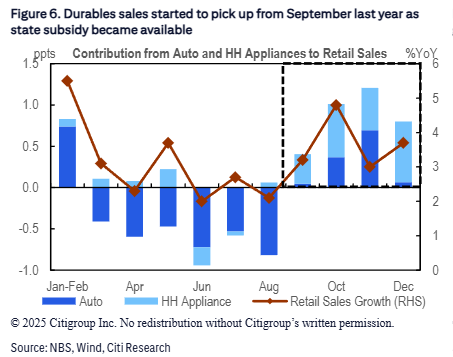 Figure 6. Durables sales started to pick up from September last year as
state subsidy became available
ppts Contribution from Auto and HH Appliances to Retail Sales %YoY
1.5 6
5
1.0
4
0.5
3
0.0
2
-0.5
1
-1.0 0
Jan-Feb Apr Jun Aug Oct Dec
Auto HH Appliance Retail Sales Growth (RHS)
© 2025 Citigroup Inc. No redistribution without Citigroup's written permission.
Source: NBS, Wind, Citi Research